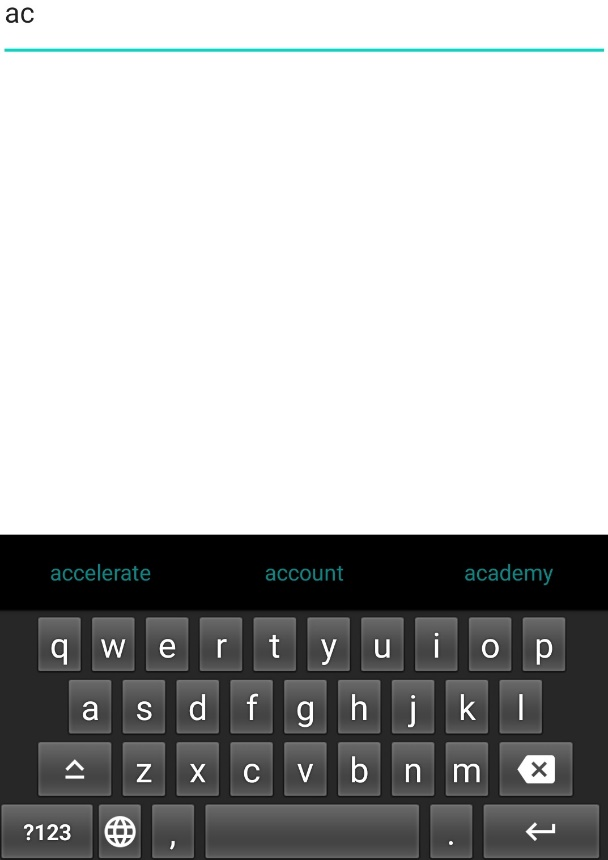 ac
accelerate account academy
q w e r t y u i o p
a s d f g h j k l
z x c v b n m
?123 , .